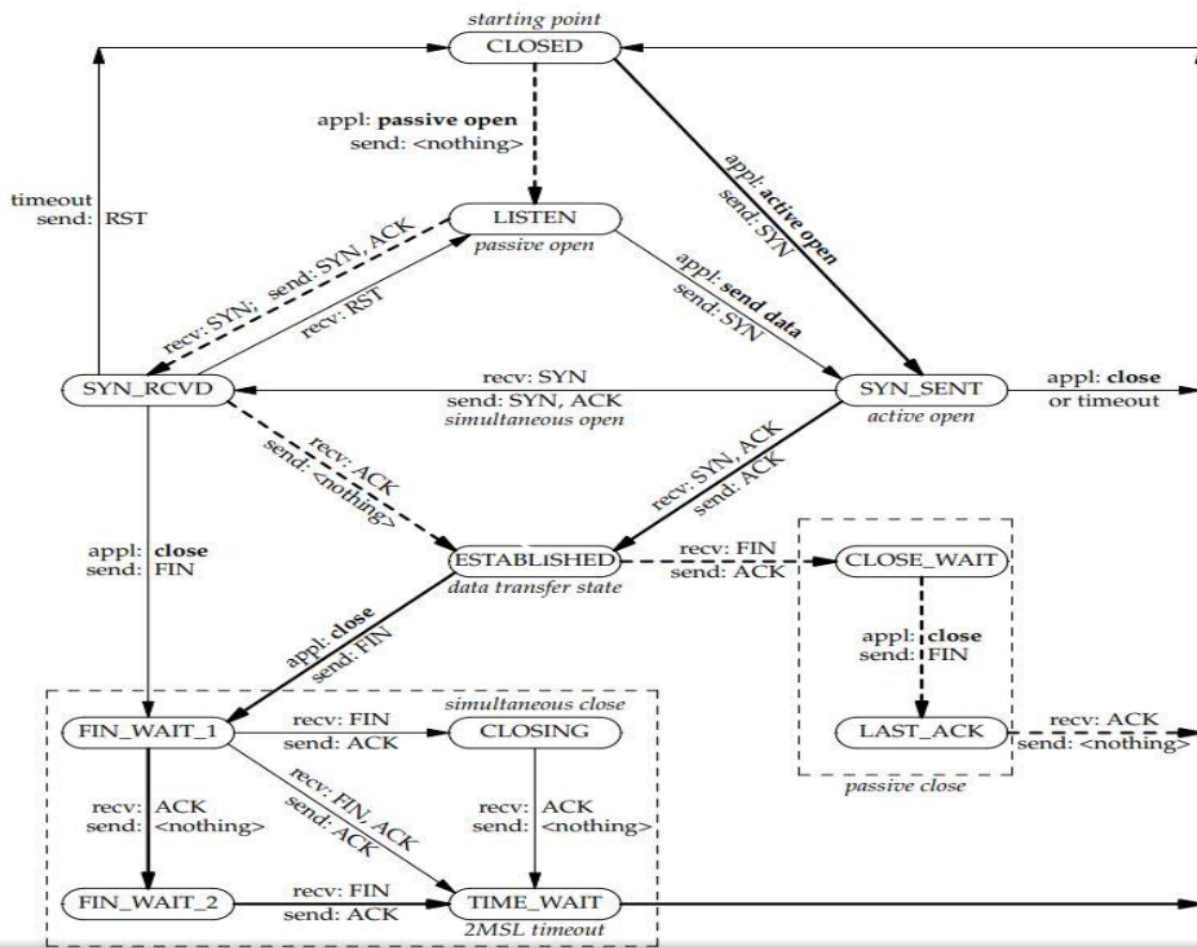 starting point
CLOSED
appl: passive open
send: <nothing>
appl: active open
send: SYN
timeout
send: RST
LISTEN
passive open
recv: SYN; send: SYN, ACK
recv: RST
appl: send data
send: SYN
SYN_RCVD
recv: SYN
send: SYN, ACK
simultaneous open
SYN_SENT
active open
appl: close
or timeout
recv: ACK
send: <nothing>
recv: SYN, ACK
send: ACK
appl: close
send: FIN
ESTABLISHED
data transfer state
recv: FIN
send: ACK
CLOSE_WAIT
appl: close
send: FIN
appl: close
send: FIN
simultaneous close
FIN_WAIT_1
recv: FIN
send: ACK
CLOSING
LAST_ACK
recv: ACK
send: <nothing>
passive close
recv: ACK
send: <nothing>
recv: FIN, ACK
send: ACK
recv: ACK
send: <nothing>
FIN_WAIT_2
recv: FIN
send: ACK
TIME_WAIT
2MSL timeout